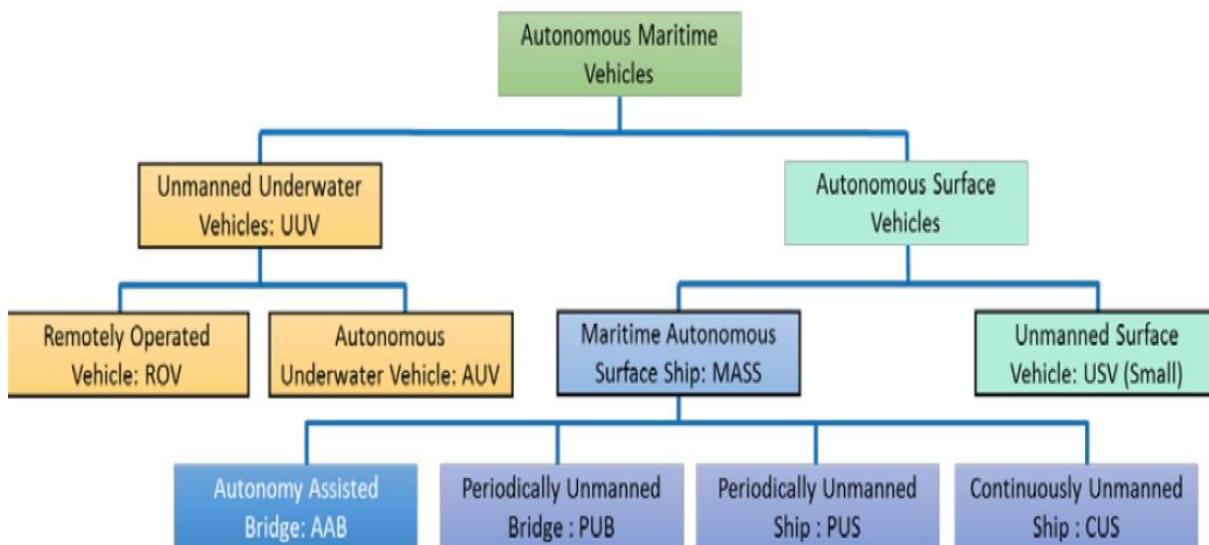 Autonomous Maritime
Vehicles
Unmanned Underwater
Vehicles: UUV
Autonomous Surface
Vehicles
Remotely Operated
Vehicle: ROV
Autonomous
Underwater Vehicle: AUV
Maritime Autonomous
Surface Ship: MASS
Unmanned Surface
Vehicle: USV (Small)
Autonomy Assisted
Bridge: AAB
Periodically Unmanned
Bridge : PUB
Periodically Unmanned
Ship : PUS
Continuously Unmanned
Ship : CUS